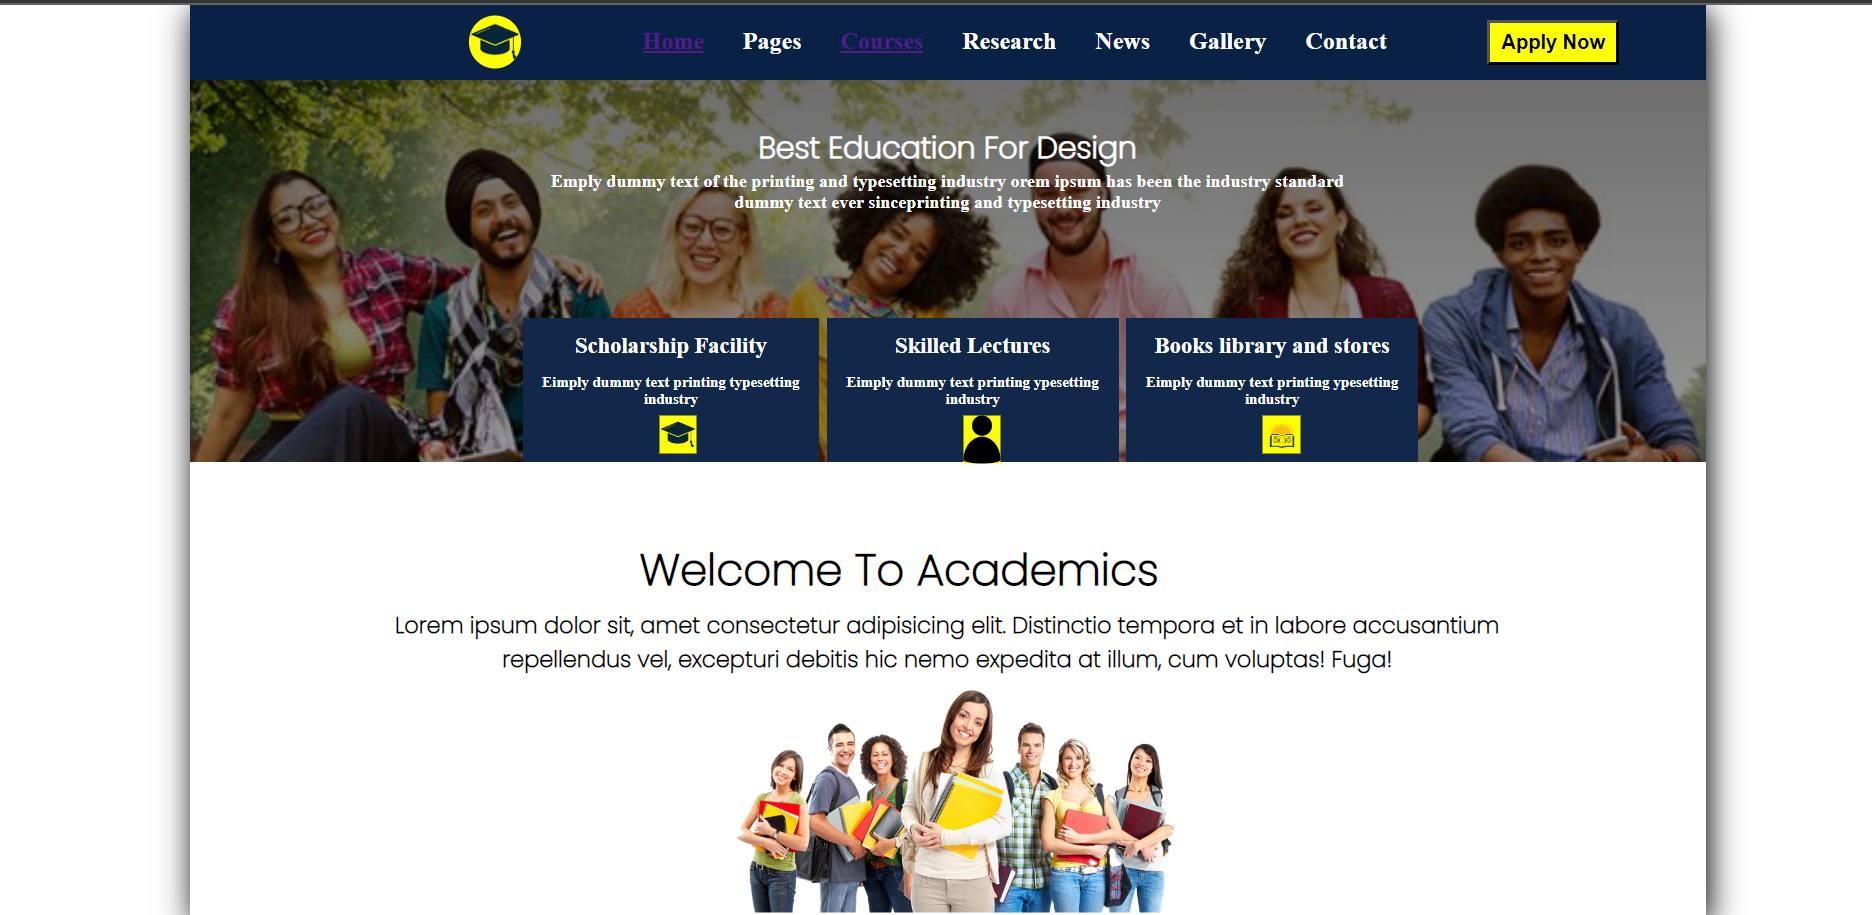 Home Pages Courses Research News Gallery Contact Apply Now
Best Education For Design
Emply dummy text of the printing and typesetting industry orem ipsum has been the industry standard
dummy text ever sinceprinting and typesetting industry
Scholarship Facility
Eimply dummy text printing typesetting
industry
Skilled Lectures
Eimply dummy text printing ypesetting
industry
Books library and stores
Eimply dummy text printing ypesetting
industry
Welcome To Academics
Lorem ipsum dolor sit, amet consectetur adipisicing elit. Distinctio tempora et in labore accusantium
repellendus vel, excepturi debitis hic nemo expedita at illum, cum voluptas! Fuga!